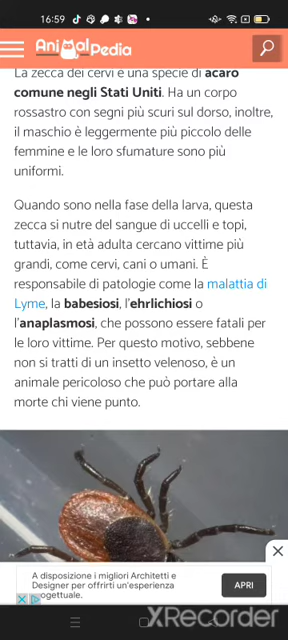 16:59
AnimalPedia
La zecca dei cervi è una specie di acaro
comune negli Stati Uniti. Ha un corpo
rossastro con segni più scuri sul dorso, inoltre,
il maschio è leggermente più piccolo delle
femmine e le loro sfumature sono più
uniformi.
Quando sono nella fase della larva, questa
zecca si nutre del sangue di uccelli e topi,
tuttavia, in età adulta cercano vittime più
grandi, come cervi, cani o umani. È
responsabile di patologie come la malattia di
Lyme, la babesiosi, l'ehrlichiosi o
l'anaplasmosi, che possono essere fatali per
le loro vittime. Per questo motivo, sebbene
non si tratti di un insetto velenoso, è un
animale pericoloso che può portare alla
morte chi viene punto.
A disposizione i migliori Architetti e
Designer per offrirti un'esperienza
progettuale.
APRI
XRecorder